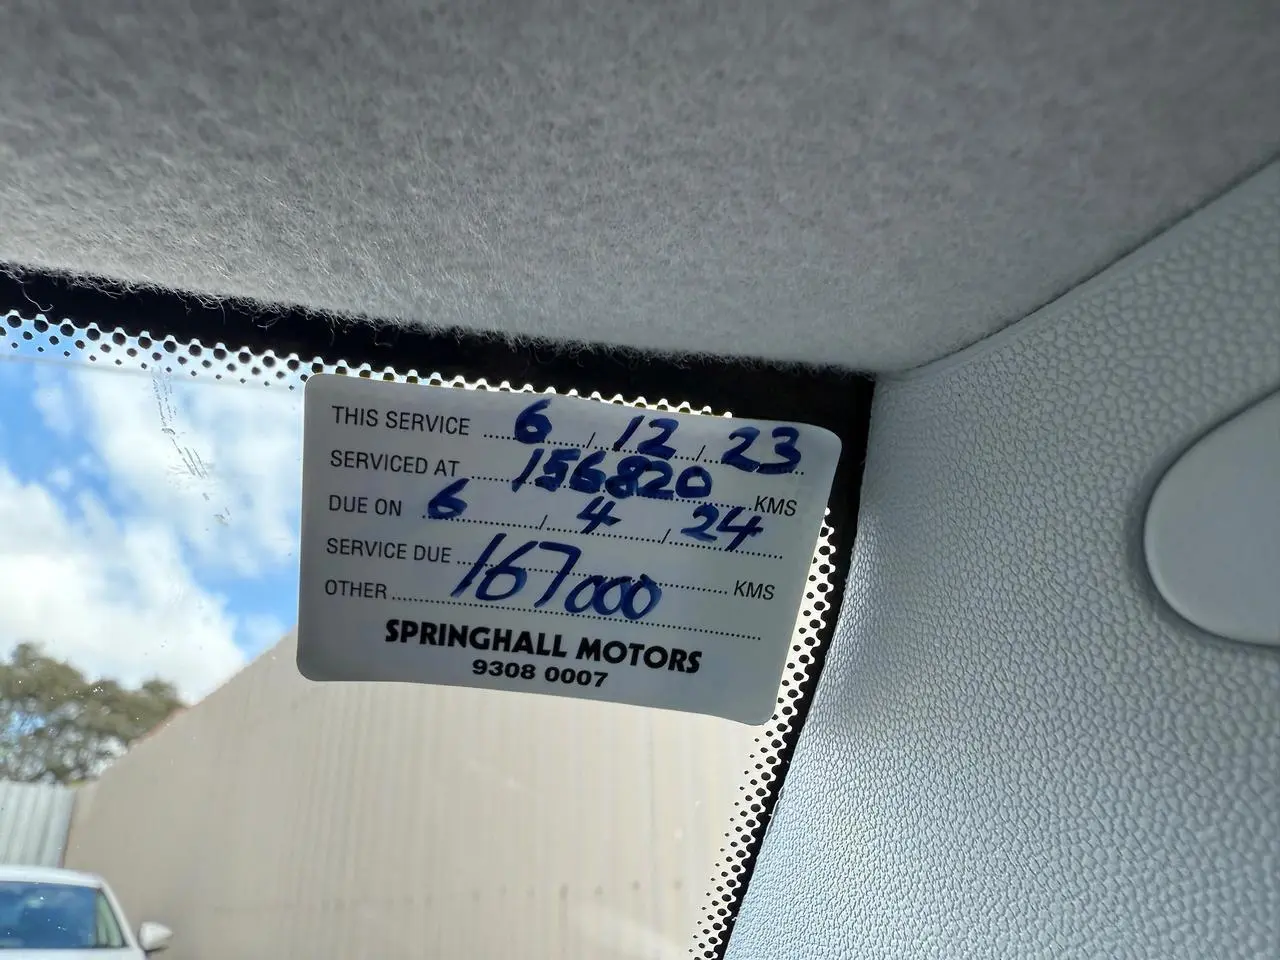 THIS SERVICE 6 / 12 / 23
SERVICED AT 156820 KMS
DUE ON 6 / 4 / 24
SERVICE DUE 167000 KMS
OTHER
SPRINGHALL MOTORS
9308 0007